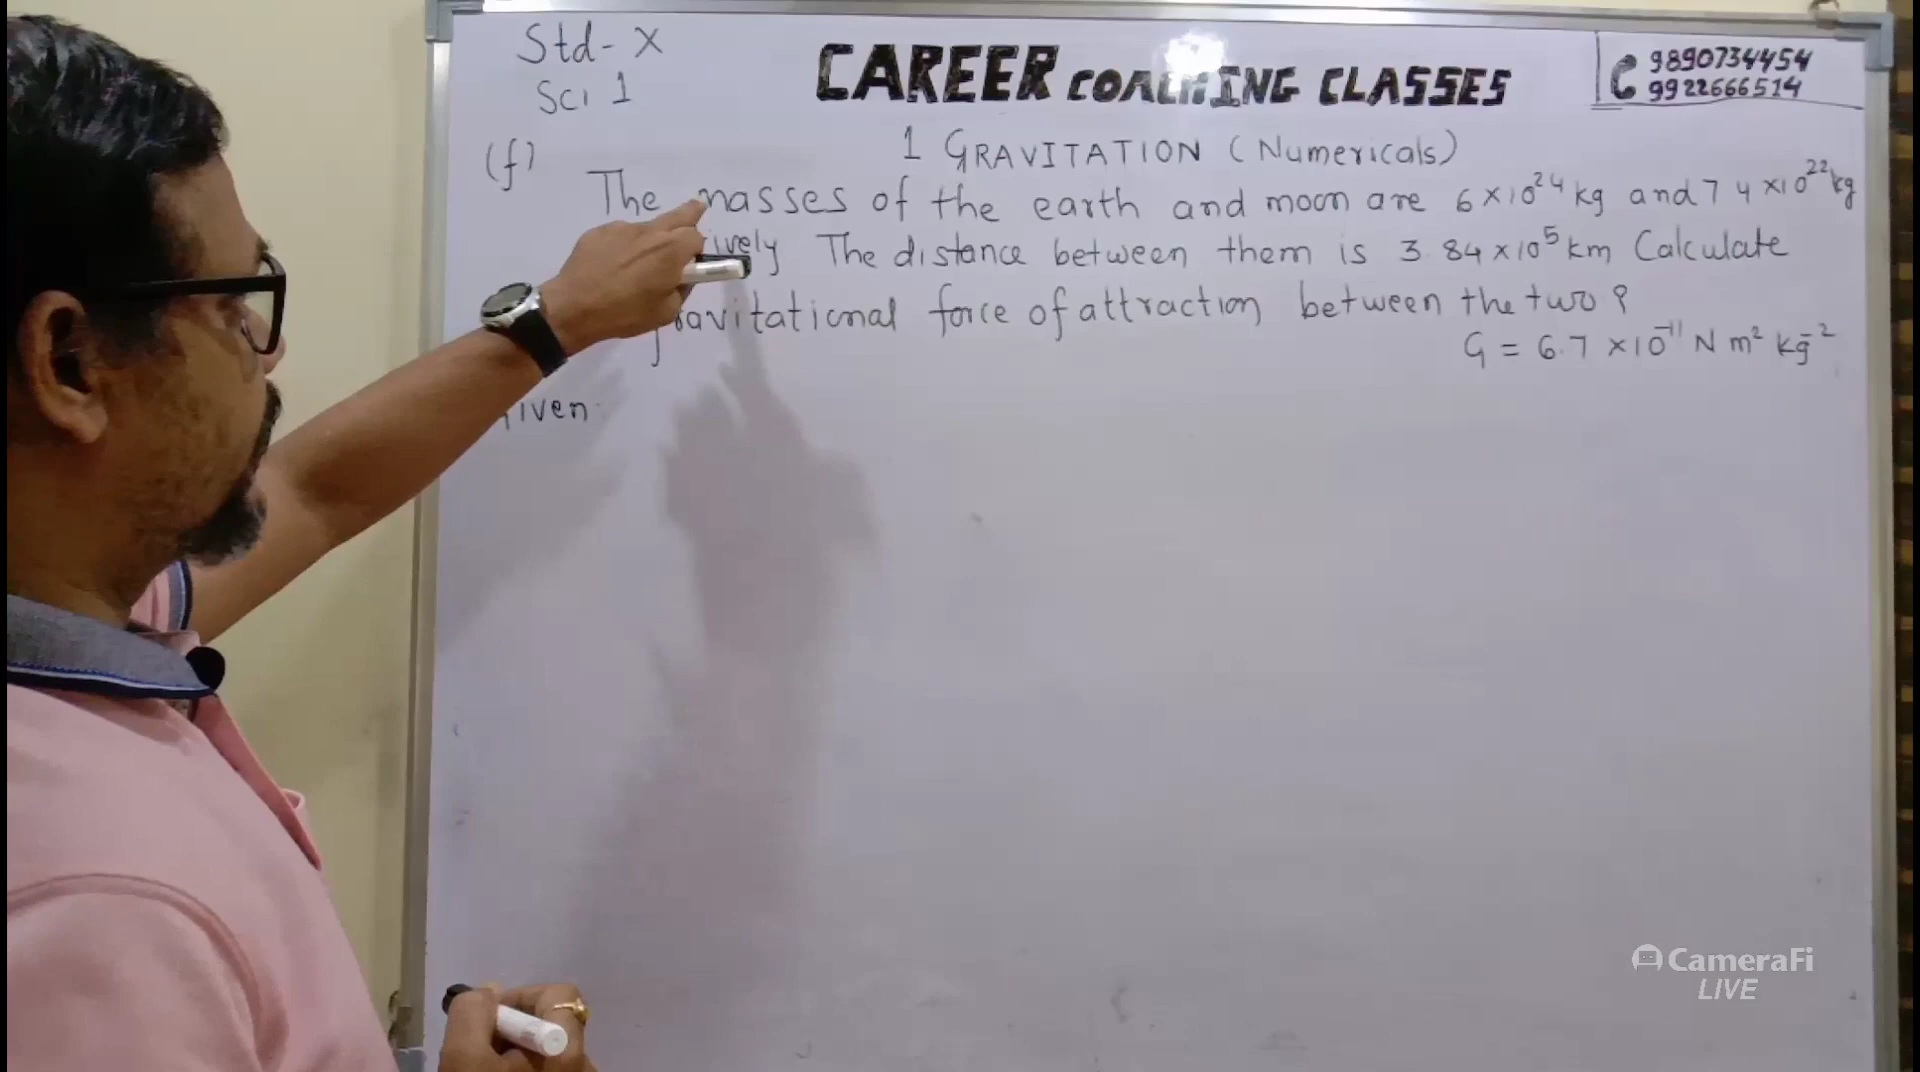 Std - X
Sci 1
CAREER COACHING CLASSES
9890734454
9922666514
1 GRAVITATION (Numericals)
(f)
The masses of the earth and moon are 6 × 10²⁴ kg and 7 4 × 10²² kg
The distance between them is 3.84 × 10⁵ km Calculate
force of attraction between the two?
G = 6.7 × 10⁻¹¹ N m² kg⁻²
CameraFi
LIVE